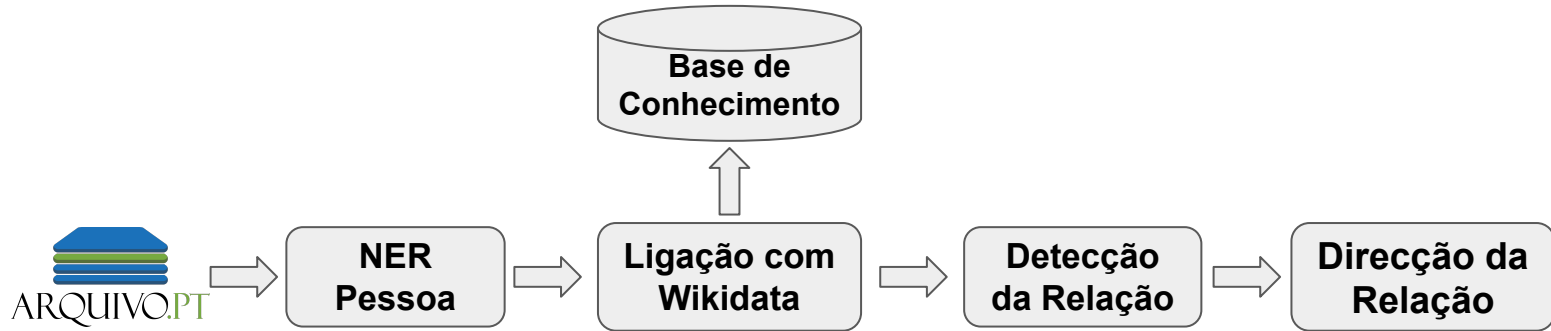 Base de
Conhecimento
ARQUIVO.PT
NER
Pessoa
Ligação com
Wikidata
Detecção
da Relação
Direcção da
Relação